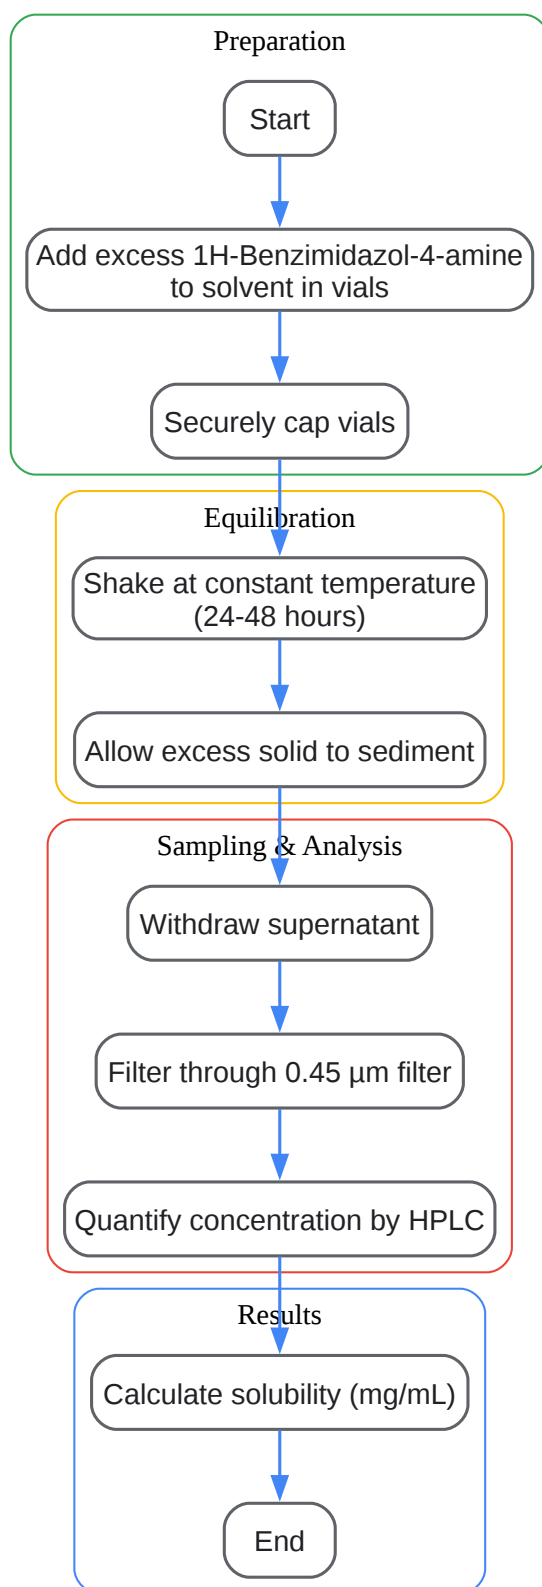 Preparation
Start
Add excess 1H-Benzimidazol-4-amine
to solvent in vials
Securely cap vials
Equilibration
Shake at constant temperature
(24-48 hours)
Allow excess solid to sediment
Sampling & Analysis
Withdraw supernatant
Filter through 0.45 µm filter
Quantify concentration by HPLC
Results
Calculate solubility (mg/mL)
End